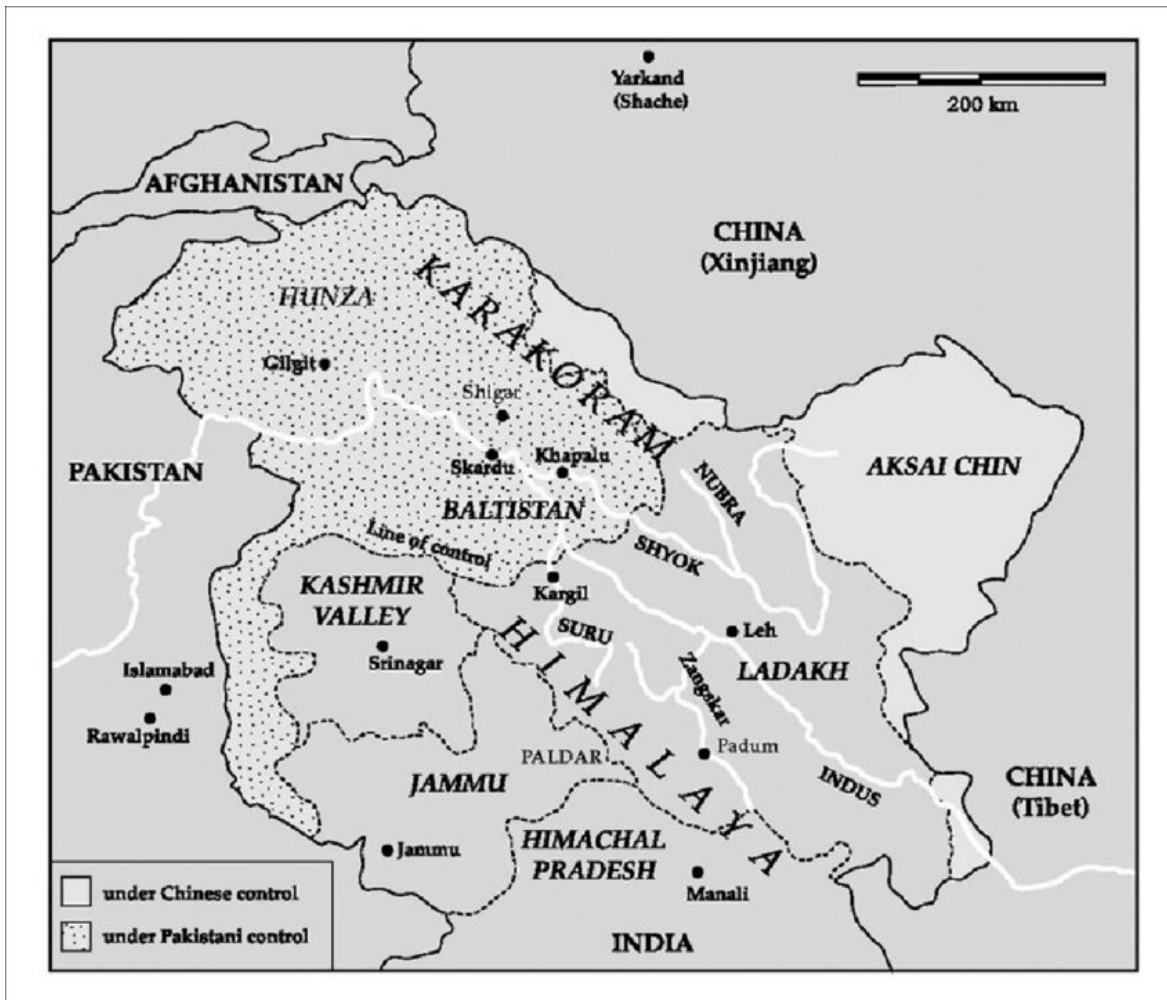 Yarkand
(Shache)
200 km
AFGHANISTAN
CHINA
(Xinjiang)
KARAKORAM
HUNZA
Gilgit
Shigar
PAKISTAN
Skardu
Khapalu
BALTISTAN
NUBRA
AKSAI CHIN
Line of control
SHYOK
KASHMIR
VALLEY
Kargil
SURU
Leh
Srinagar
HIMALAYA
Zangskar
LADAKH
Islamabad
Rawalpindi
PALDAR
Padum
JAMMU
INDUS
CHINA
(Tibet)
Jammu
HIMACHAL
PRADESH
Manali
under Chinese control
under Pakistani control
INDIA